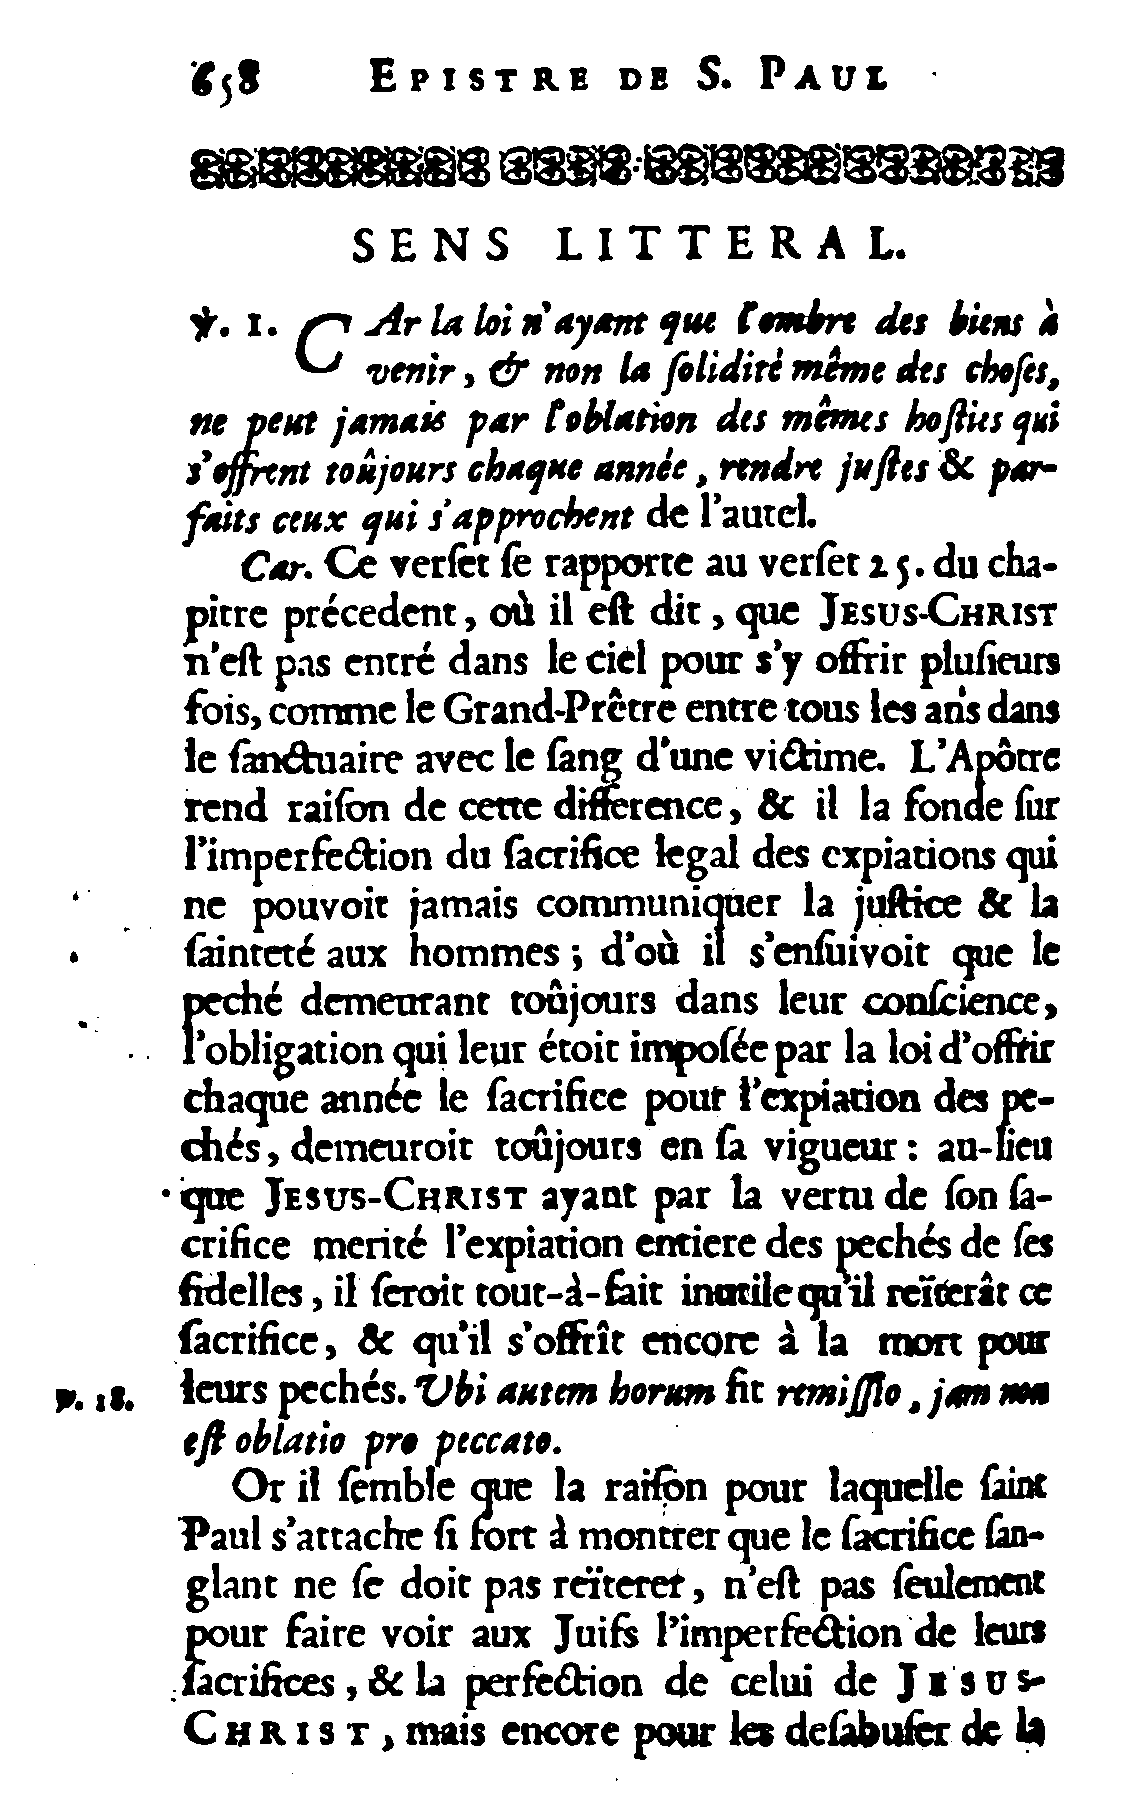 658 EPISTRE DE S. PAUL
SENS LITTERAL.
℣. 1. CAr la loi n'ayant que l'ombre des biens à
venir, & non la ſolidité même des choſes,
ne peut jamais par l'oblation des mêmes hoſties qui
s'offrent toûjours chaque année, rendre juſtes & par-
faits ceux qui s'approchent de l'autel.
Car. Ce verſet ſe rapporte au verſet 25. du cha-
pitre précedent, où il eſt dit, que JESUS-CHRIST
n'eſt pas entré dans le ciel pour s'y offrir pluſieurs
fois, comme le Grand-Prêtre entre tous les ans dans
le ſanctuaire avec le ſang d'une victime. L'Apôtre
rend raiſon de cette difference, & il la fonde ſur
l'imperfection du ſacrifice legal des expiations qui
ne pouvoit jamais communiquer la juſtice & la
ſainteté aux hommes ; d'où il s'enſuivoit que le
peché demeurant toûjours dans leur conſcience,
l'obligation qui leur étoit impoſée par la loi d'offrir
chaque année le ſacrifice pour l'expiation des pe-
chés, demeuroit toûjours en ſa vigueur : au-lieu
que JESUS-CHRIST ayant par la vertu de ſon ſa-
crifice merité l'expiation entiere des pechés de ſes
fidelles, il ſeroit tout-à-fait inutile qu'il reïterât ce
ſacrifice, & qu'il s'offrît encore à la mort pour
leurs pechés. Ubi autem horum fit remiſſio, jam non
v. 18.
eſt oblatio pro peccato.
Or il ſemble que la raiſon pour laquelle ſaint
Paul s'attache ſi fort à montrer que le ſacrifice ſan-
glant ne ſe doit pas reïterer, n'eſt pas ſeulement
pour faire voir aux Juifs l'imperfection de leurs
ſacrifices, & la perfection de celui de JESUS-
CHRIST, mais encore pour les deſabuſer de la